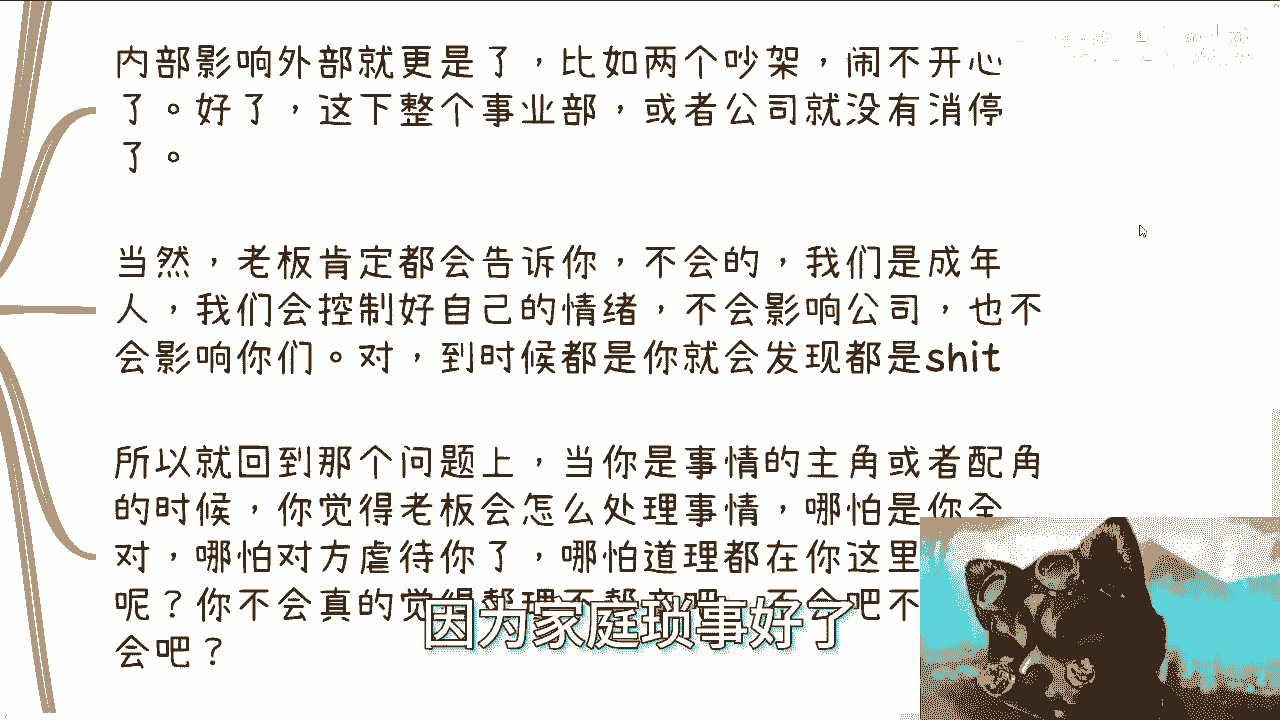 内部影响外部就更是了，比如两个吵架，闹不开心
了。好了，这下整个事业部，或者公司就没有消停
了。
当然，老板肯定都会告诉你，不会的，我们是成年
人，我们会控制好自己的情绪，不会影响公司，也不
会影响你们。对，到时候都是你就会发现都是shit
所以就回到那个问题上，当你是事情的主角或者配角
的时候，你觉得老板会怎么处理事情，哪怕是你全
对，哪怕对方虐待你了，哪怕道理都在你这里
呢？你不会真的觉得帮理不帮亲吧，不会吧不
会吧？
因为家庭琐事好了